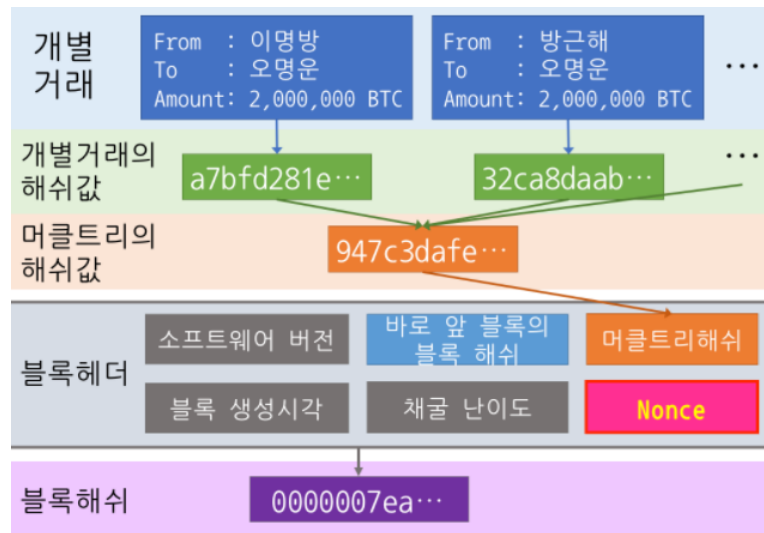 개별
거래
From : 이명방
To : 오명운
Amount: 2,000,000 BTC
From : 방근해
To : 오명운
Amount: 2,000,000 BTC
...
개별거래의
해쉬값
a7bfd281e···
32ca8daab···
...
머클트리의
해쉬값
947c3dafe···
블록헤더
소프트웨어 버전
바로 앞 블록의
블록 해쉬
머클트리해쉬
블록 생성시각
채굴 난이도
Nonce
블록해쉬
0000007ea···